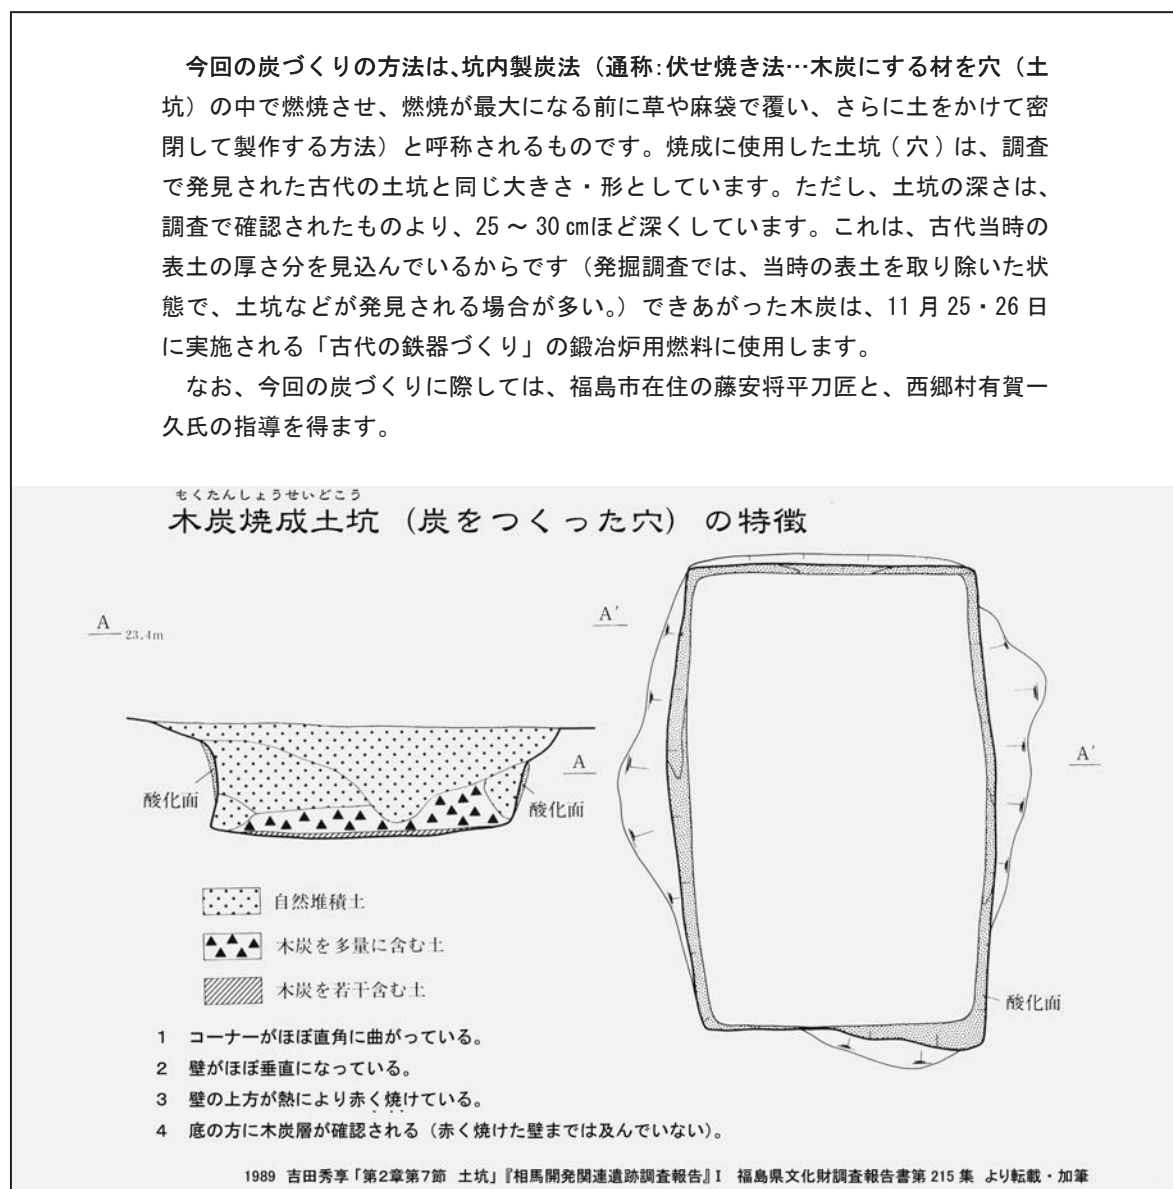 今回の炭づくりの方法は、坑内製炭法（通称：伏せ焼き法…木炭にする材を穴（土
坑）の中で燃焼させ、燃焼が最大になる前に草や麻袋で覆い、さらに土をかけて密
閉して製作する方法）と呼称されるものです。焼成に使用した土坑（穴）は、調査
で発見された古代の土坑と同じ大きさ・形としています。ただし、土坑の深さは、
調査で確認されたものより、25～30㎝ほど深くしています。これは、古代当時の
表土の厚さ分を見込んでいるからです（発掘調査では、当時の表土を取り除いた状
態で、土坑などが発見される場合が多い。）できあがった木炭は、11月25・26日
に実施される「古代の鉄器づくり」の鍛冶炉用燃料に使用します。
なお、今回の炭づくりに際しては、福島市在住の藤安将平刀匠と、西郷村有賀一
久氏の指導を得ます。
もくたんしょうせいどこう
木炭焼成土坑（炭をつくった穴）の特徴
A 23.4m
A′
酸化面
A
酸化面
A′
酸化面
自然堆積土
木炭を多量に含む土
木炭を若干含む土
1 コーナーがほぼ直角に曲がっている。
2 壁がほぼ垂直になっている。
3 壁の上方が熱により赤く焼けている。
4 底の方に木炭層が確認される（赤く焼けた壁までは及んでいない）。
1989 吉田秀享「第2章第7節 土坑」『相馬開発関連遺跡調査報告』Ⅰ 福島県文化財調査報告書第215集 より転載・加筆